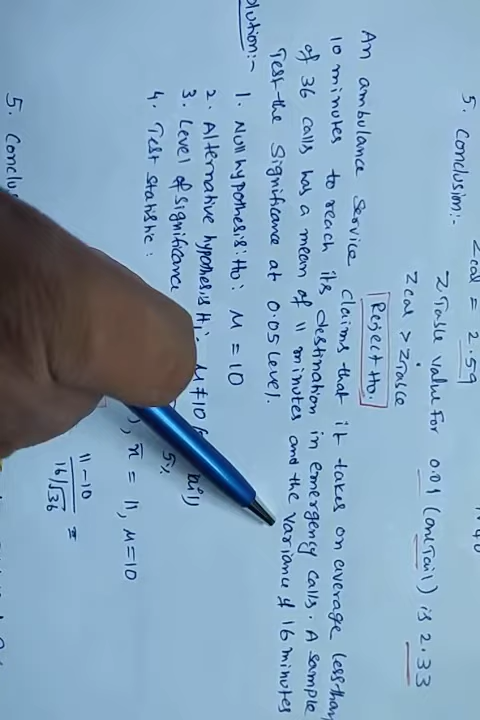 Zcal = 2.59
5. Conclusion:-
Z Table value for 0.01 (one Tail) is 2.33
Zcal > ZTable
Reject Ho.
An ambulance Service claims that it takes on average less than
10 minutes to reach its destination in emergency calls. A sample
of 36 calls has a mean of 11 minutes and the variance of 16 minutes
Test the Significance at 0.05 level.
olution:-
1. Null hypothesis: Ho: M = 10
2. Alternative hypothesis H1: M ≠ 10
3. Level of significance 5%
4. Test Statistic:
x̄ = 11, M = 10
11-10
16/√36
=
5. Conclus